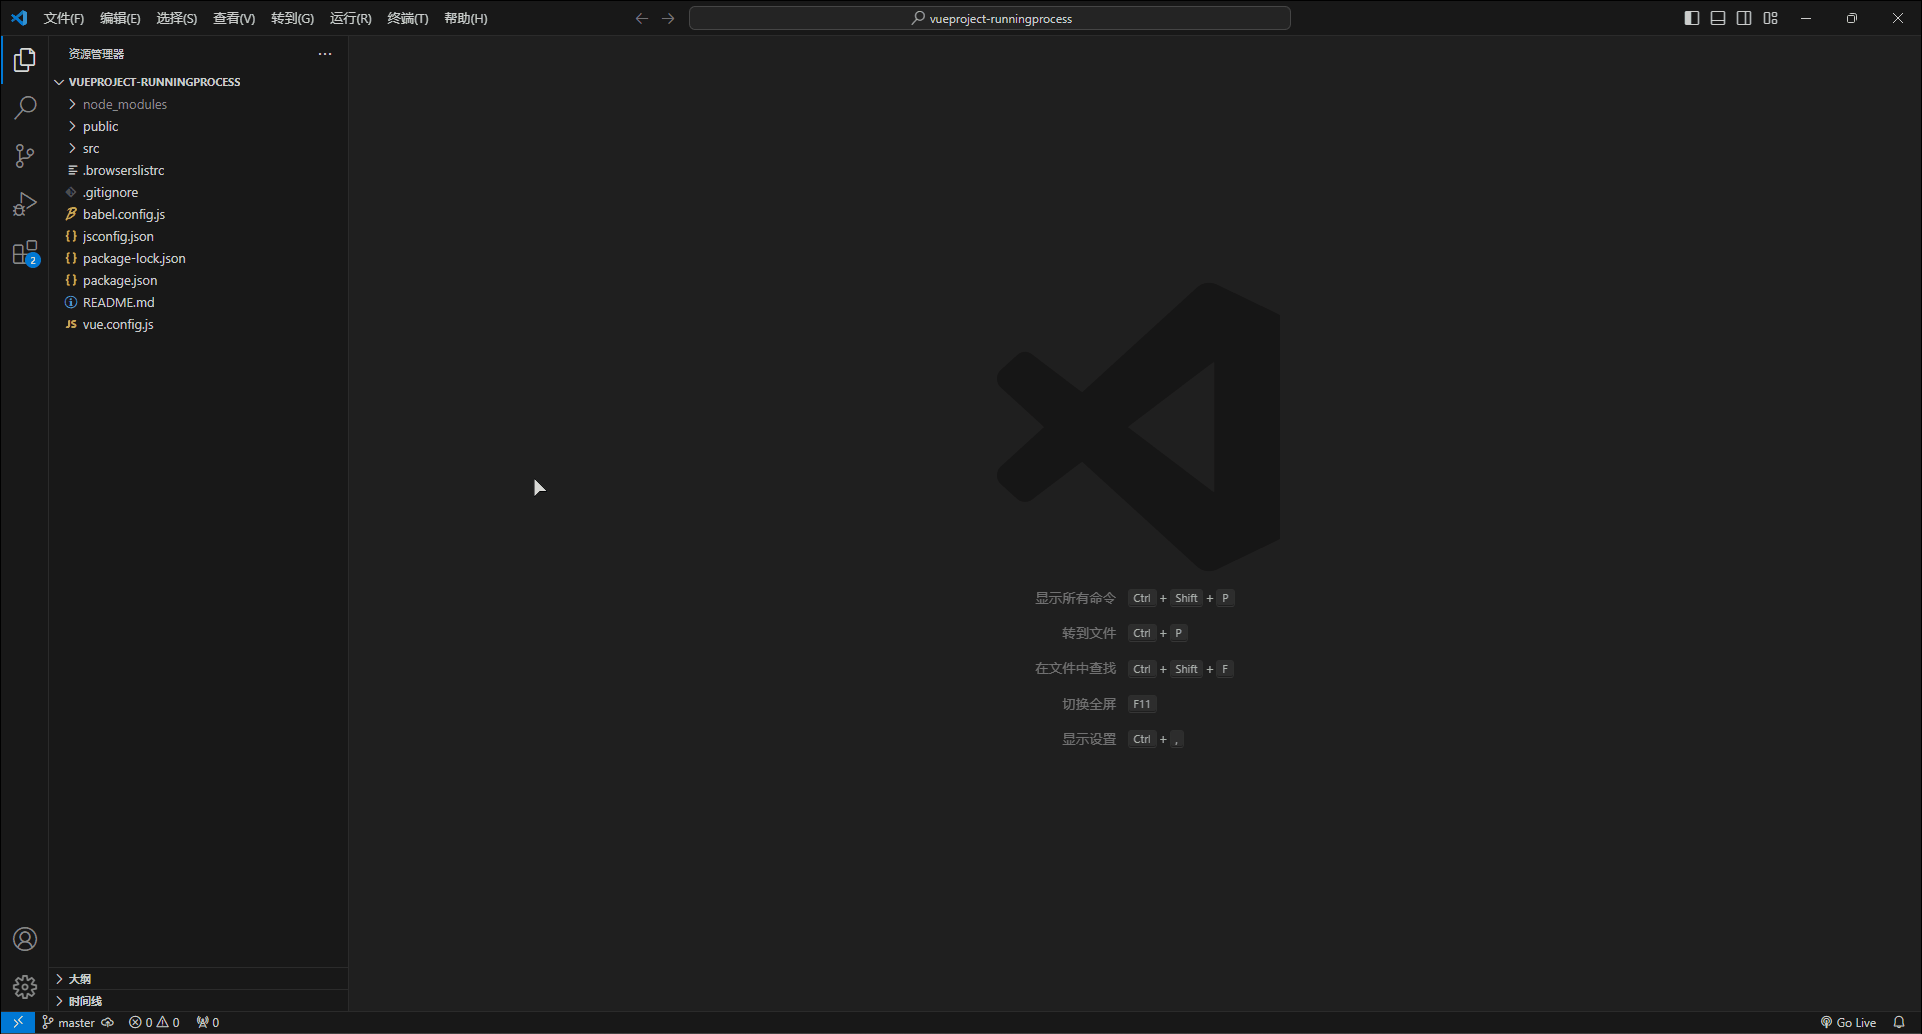 文件(F) 编辑(E) 选择(S) 查看(V) 转到(G) 运行(R) 终端(T) 帮助(H) vueproject-runningprocess
资源管理器
VUEPROJECT-RUNNINGPROCESS
node_modules
public
src
.browserslistrc
.gitignore
babel.config.js
jsconfig.json
package-lock.json
package.json
README.md
vue.config.js
2
显示所有命令 Ctrl + Shift + P
转到文件 Ctrl + P
在文件中查找 Ctrl + Shift + F
切换全屏 F11
显示设置 Ctrl + ,
大纲
时间线
master 0 0 0 Go Live